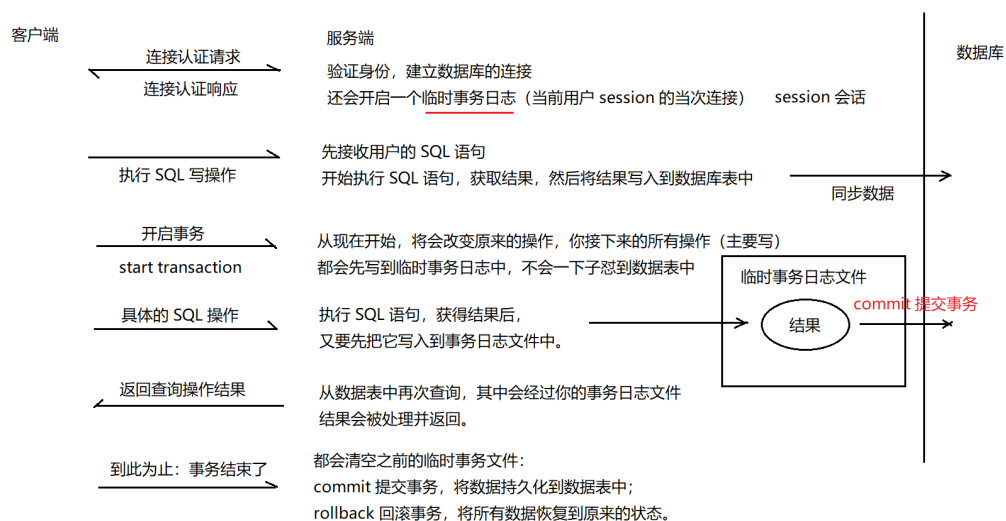 客户端
服务端
数据库
连接认证请求
连接认证响应
验证身份，建立数据库的连接
还会开启一个临时事务日志（当前用户 session 的当次连接） session 会话
执行 SQL 写操作
先接收用户的 SQL 语句
开始执行 SQL 语句，获取结果，然后将结果写入到数据库表中
同步数据
开启事务
start transaction
从现在开始，将会改变原来的操作，你接下来的所有操作（主要写）
都会先写到临时事务日志中，不会一下子怼到数据表中
临时事务日志文件
结果
commit 提交事务
具体的 SQL 操作
执行 SQL 语句，获得结果后，
又要先把它写入到事务日志文件中。
返回查询操作结果
从数据表中再次查询，其中会经过你的事务日志文件
结果会被处理并返回。
到此为止：事务结束了
都会清空之前的临时事务文件：
commit 提交事务，将数据持久化到数据表中；
rollback 回滚事务，将所有数据恢复到原来的状态。